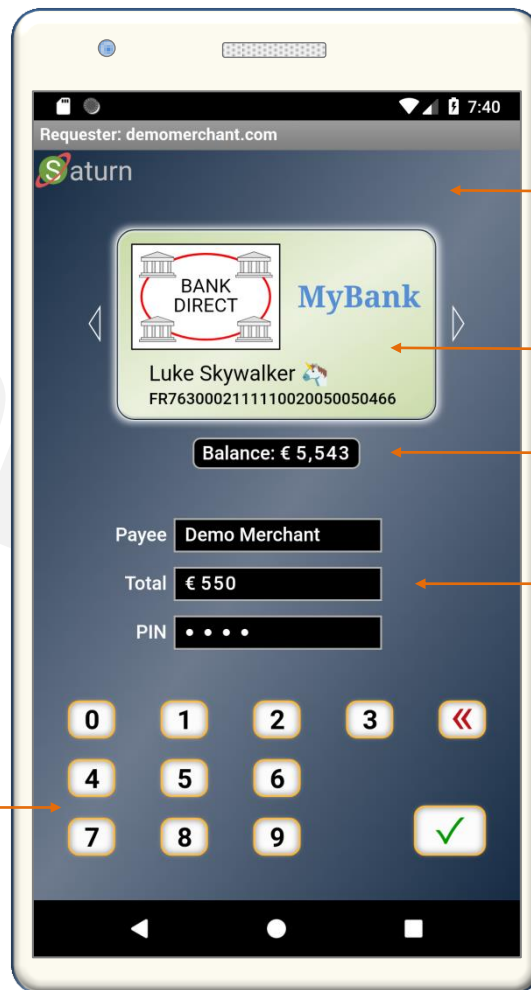 7:40
Requester: demomerchant.com
Saturn
BANK
DIRECT
MyBank
Luke Skywalker 🦄
FR7630002111110020050050466
Balance: € 5,543
Payee Demo Merchant
Total € 550
PIN • • • •
0 1 2 3 «
4 5 6
7 8 9 ✓